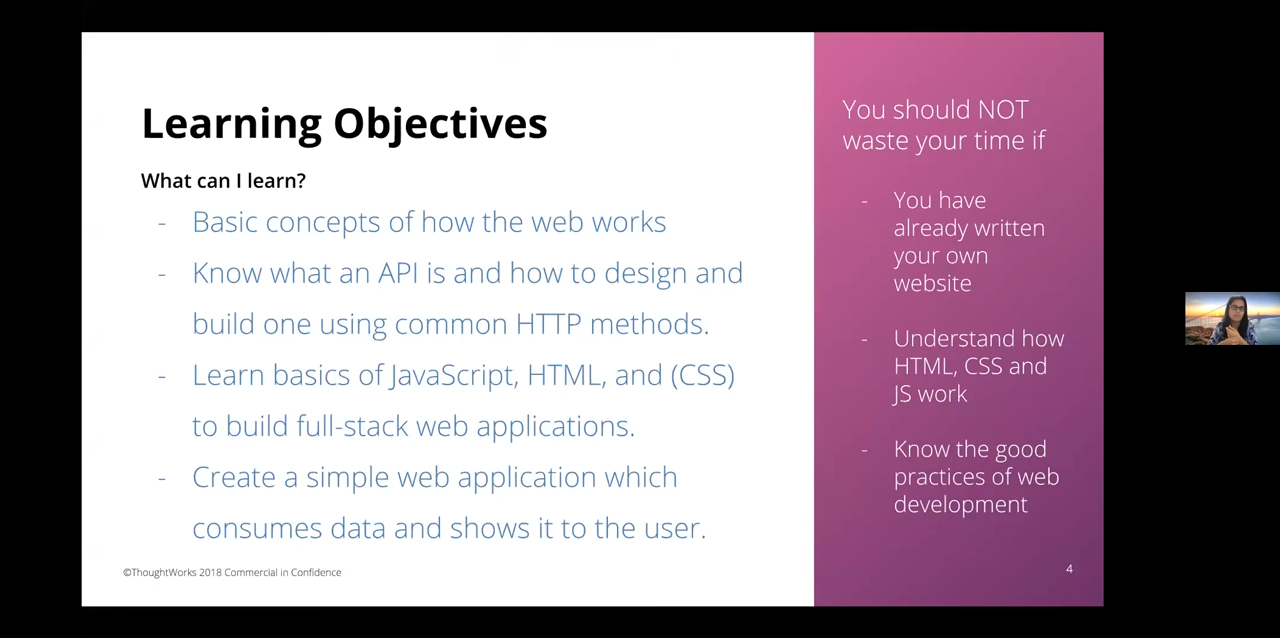 Learning Objectives
What can I learn?
- Basic concepts of how the web works
- Know what an API is and how to design and
build one using common HTTP methods.
- Learn basics of JavaScript, HTML, and (CSS)
to build full-stack web applications.
- Create a simple web application which
consumes data and shows it to the user.
©ThoughtWorks 2018 Commercial in Confidence
You should NOT
waste your time if
- You have
already written
your own
website
- Understand how
HTML, CSS and
JS work
- Know the good
practices of web
development
4